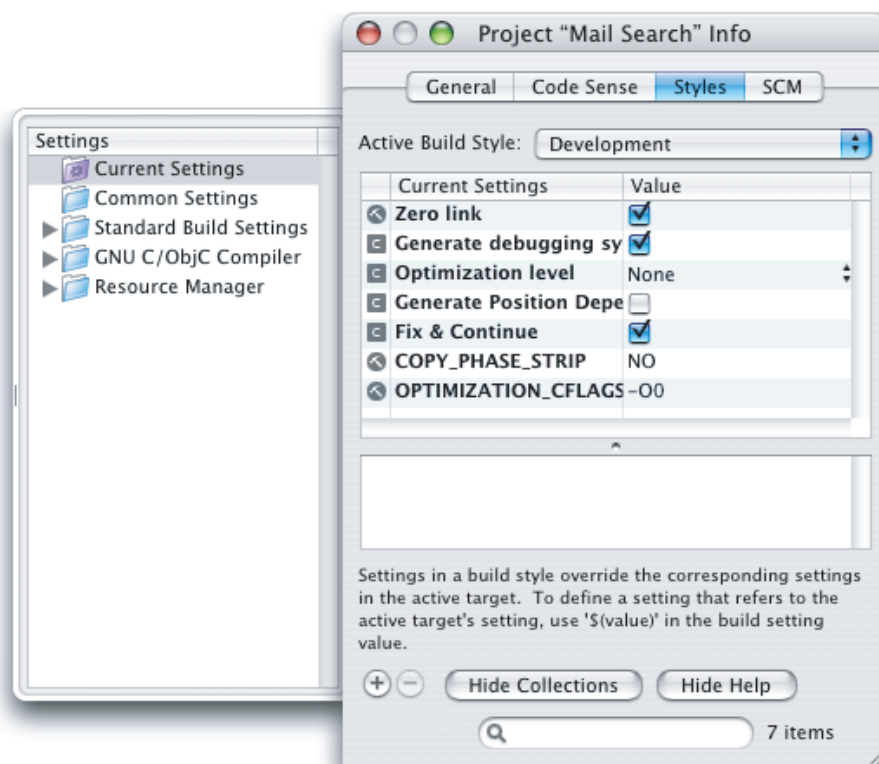 Project “Mail Search” Info
General Code Sense Styles SCM
Settings
Current Settings
Common Settings
Standard Build Settings
GNU C/ObjC Compiler
Resource Manager
Active Build Style: Development
Current Settings Value
Zero link
Generate debugging sy
Optimization level None
Generate Position Depe
Fix & Continue
COPY_PHASE_STRIP NO
OPTIMIZATION_CFLAGS -O0
Settings in a build style override the corresponding settings
in the active target. To define a setting that refers to the
active target's setting, use '$(value)' in the build setting
value.
Hide Collections Hide Help
7 items